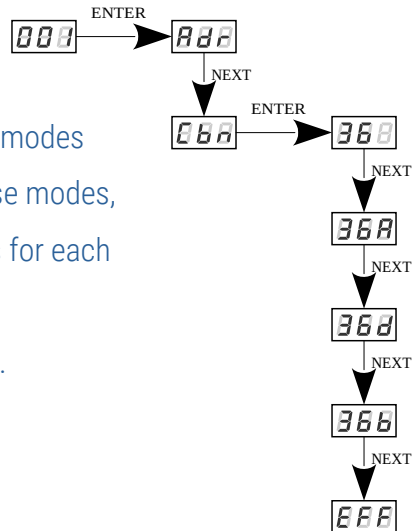 001 ENTER Adr
NEXT
Cbn ENTER 36
modes
se modes,
for each
.
NEXT
36A
NEXT
36d
NEXT
36b
NEXT
EFF